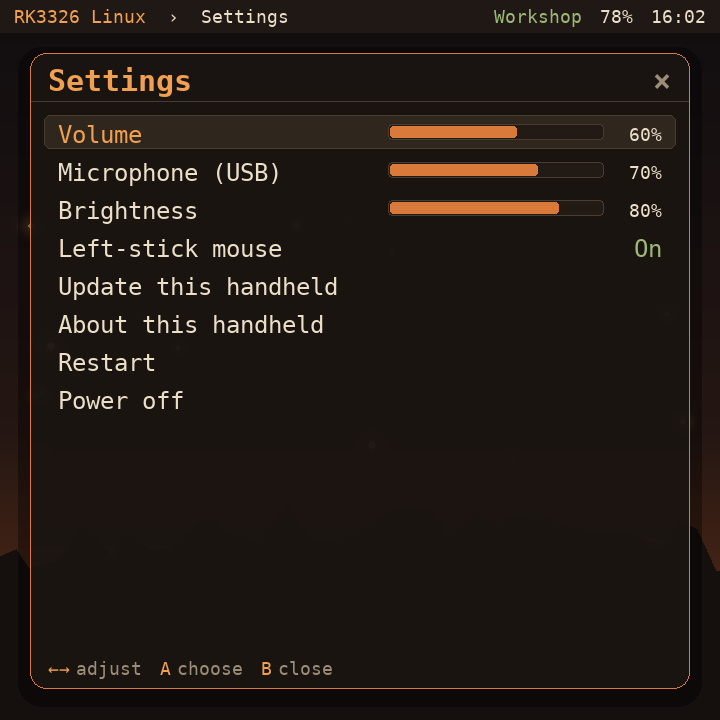 RK3326 Linux › Settings Workshop 78% 16:02
Settings ×
Volume 60%
Microphone (USB) 70%
Brightness 80%
Left-stick mouse On
Update this handheld
About this handheld
Restart
Power off
←→ adjust A choose B close